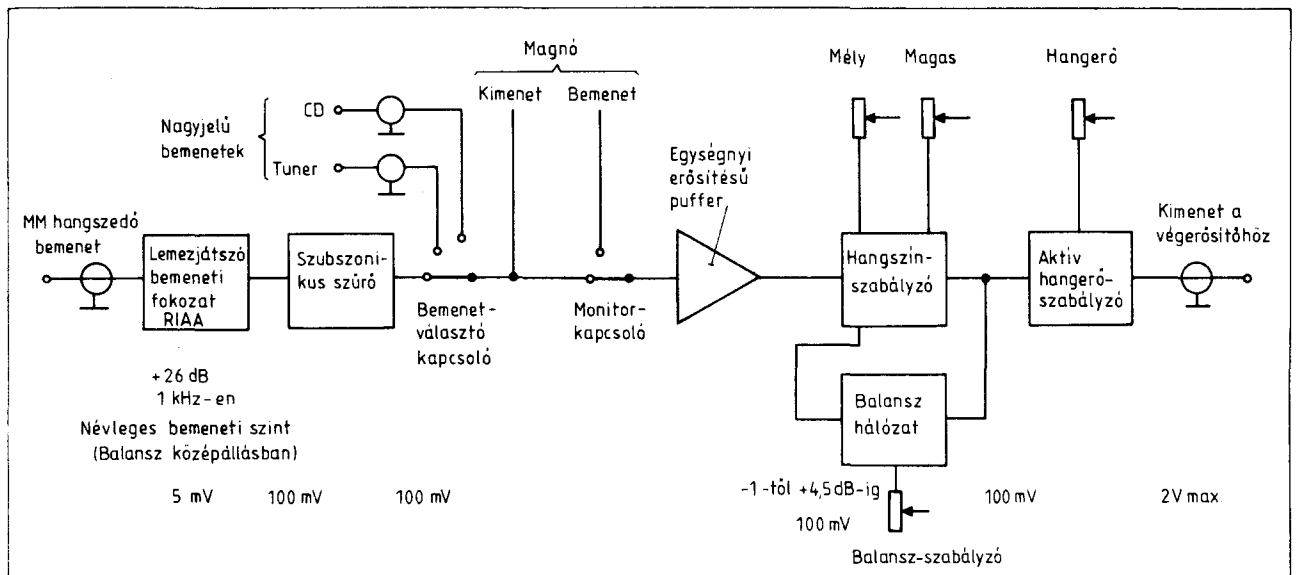 Magnó
Kimenet
Bemenet
Mély
Magas
Hangerő
Nagyjelű
bemenetek
CD
Tuner
Egységnyi
erősítésű
puffer
MM hangszedő
bemenet
Lemezjátszó
bemeneti
fokozat
RIAA
Szubszoni-
kus szűrő
Bemenet-
választó
kapcsoló
Monitor-
kapcsoló
Hangszín-
szabályzó
Aktív
hangerő-
szabályzó
Kimenet a
végerősítőhöz
+26 dB
1 kHz-en
Névleges bemeneti szint
(Balansz középállásban)
Balansz
hálózat
5 mV
100 mV
100 mV
-1-től +4,5dB-ig
100 mV
100 mV
2V max.
Balansz-szabályzó